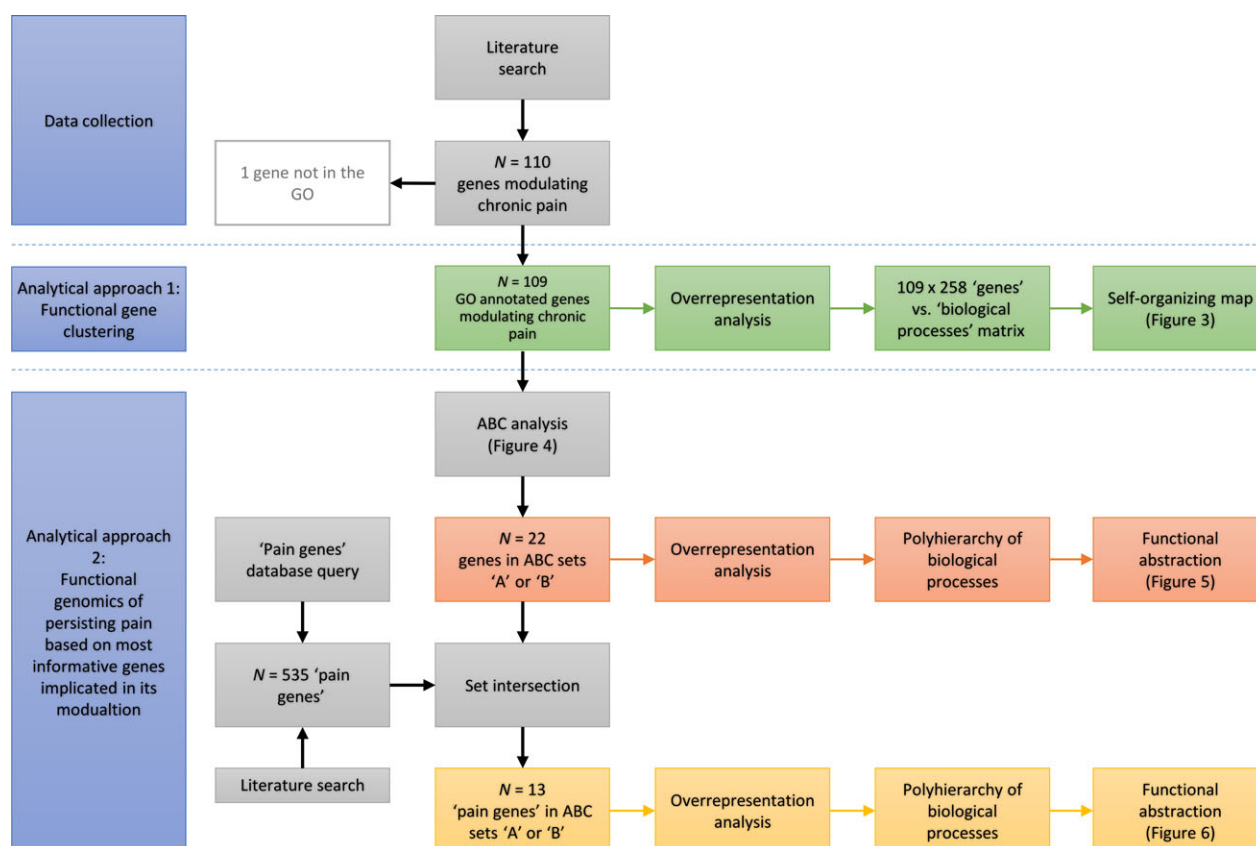 Data collection
Literature
search
1 gene not in the
GO
N = 110
genes modulating
chronic pain
Analytical approach 1:
Functional gene
clustering
N = 109
GO annotated genes
modulating chronic
pain
Overrepresentation
analysis
109 x 258 ‘genes’
vs. ‘biological
processes’ matrix
Self-organizing map
(Figure 3)
Analytical approach
2:
Functional
genomics of
persisting pain
based on most
informative genes
implicated in its
modualtion
ABC analysis
(Figure 4)
‘Pain genes’
database query
N = 22
genes in ABC sets
‘A’ or ‘B’
Overrepresentation
analysis
Polyhierarchy of
biological
processes
Functional
abstraction
(Figure 5)
N = 535 ‘pain
genes’
Set intersection
Literature search
N = 13
‘pain genes’ in ABC
sets ‘A’ or ‘B’
Overrepresentation
analysis
Polyhierarchy of
biological
processes
Functional
abstraction
(Figure 6)